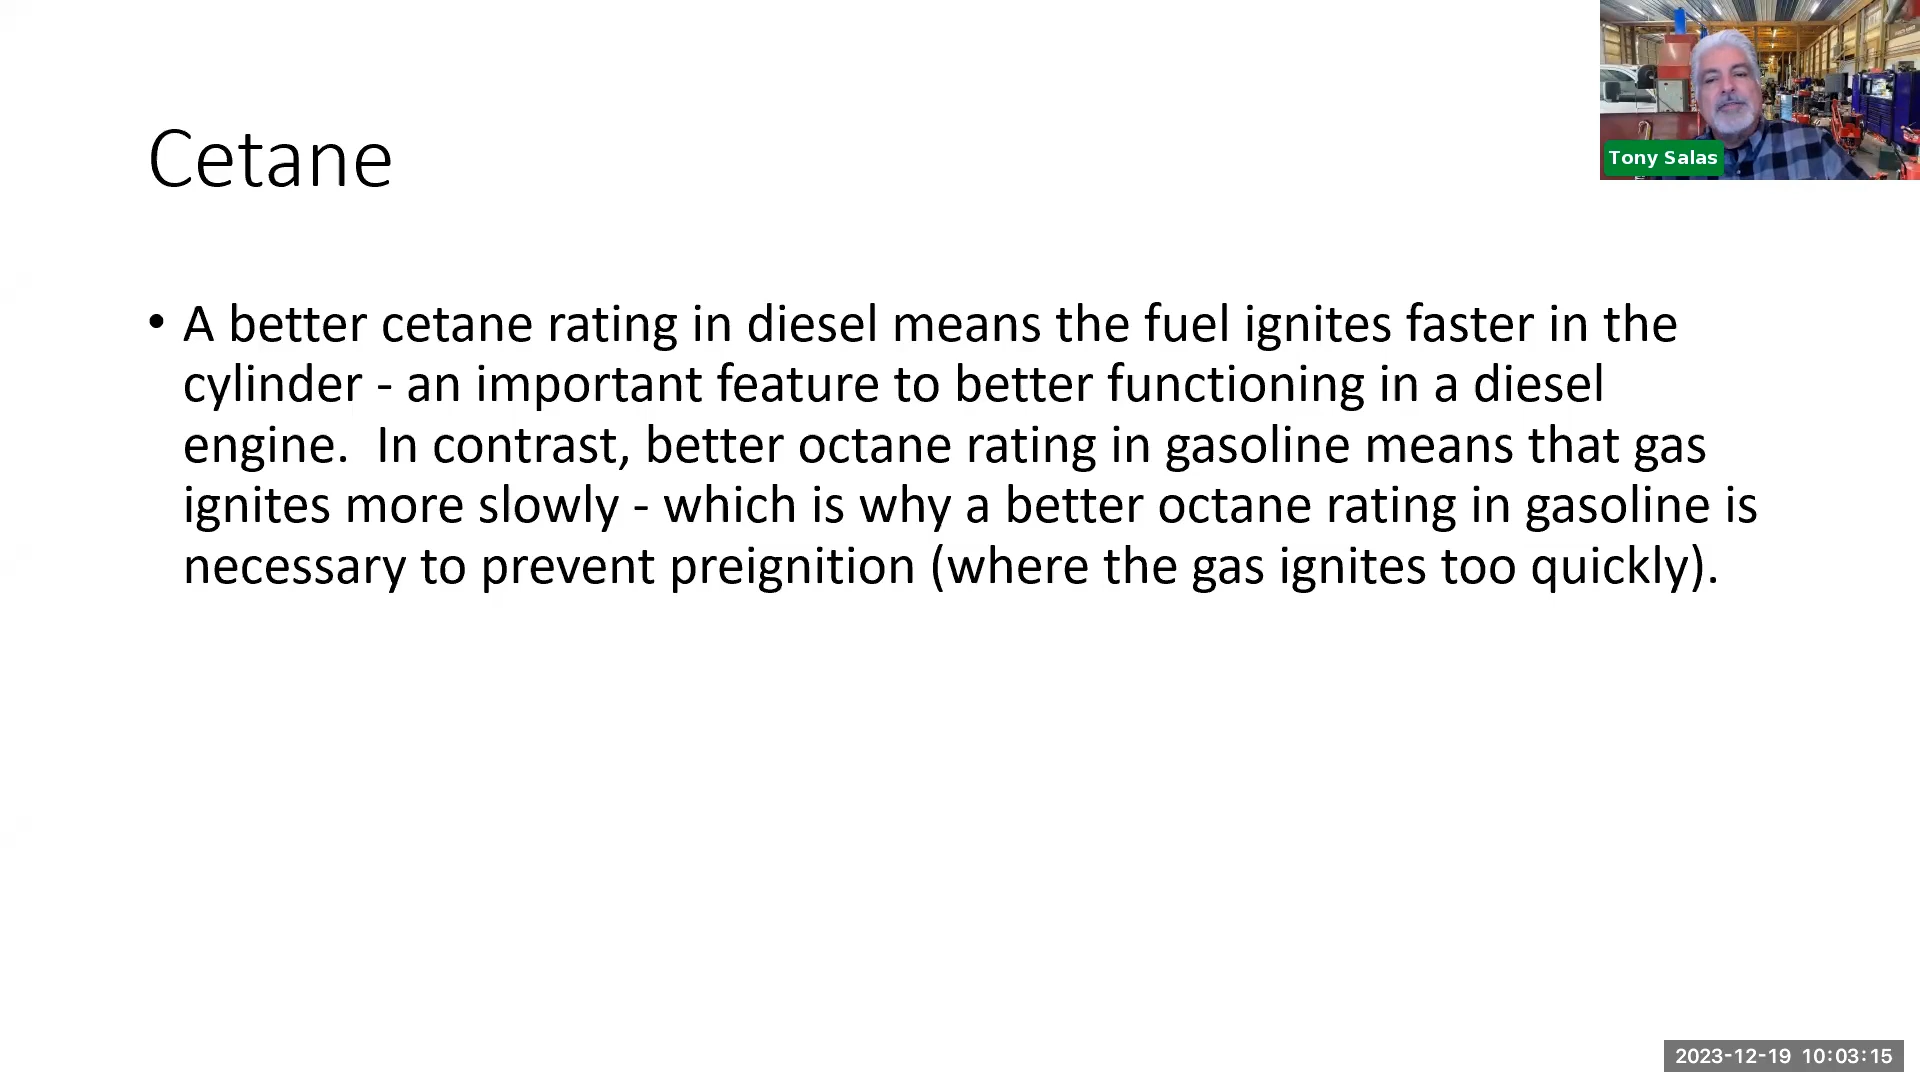 Cetane
Tony Salas
• A better cetane rating in diesel means the fuel ignites faster in the
cylinder - an important feature to better functioning in a diesel
engine.  In contrast, better octane rating in gasoline means that gas
ignites more slowly - which is why a better octane rating in gasoline is
necessary to prevent preignition (where the gas ignites too quickly).
2023-12-19 10:03:15